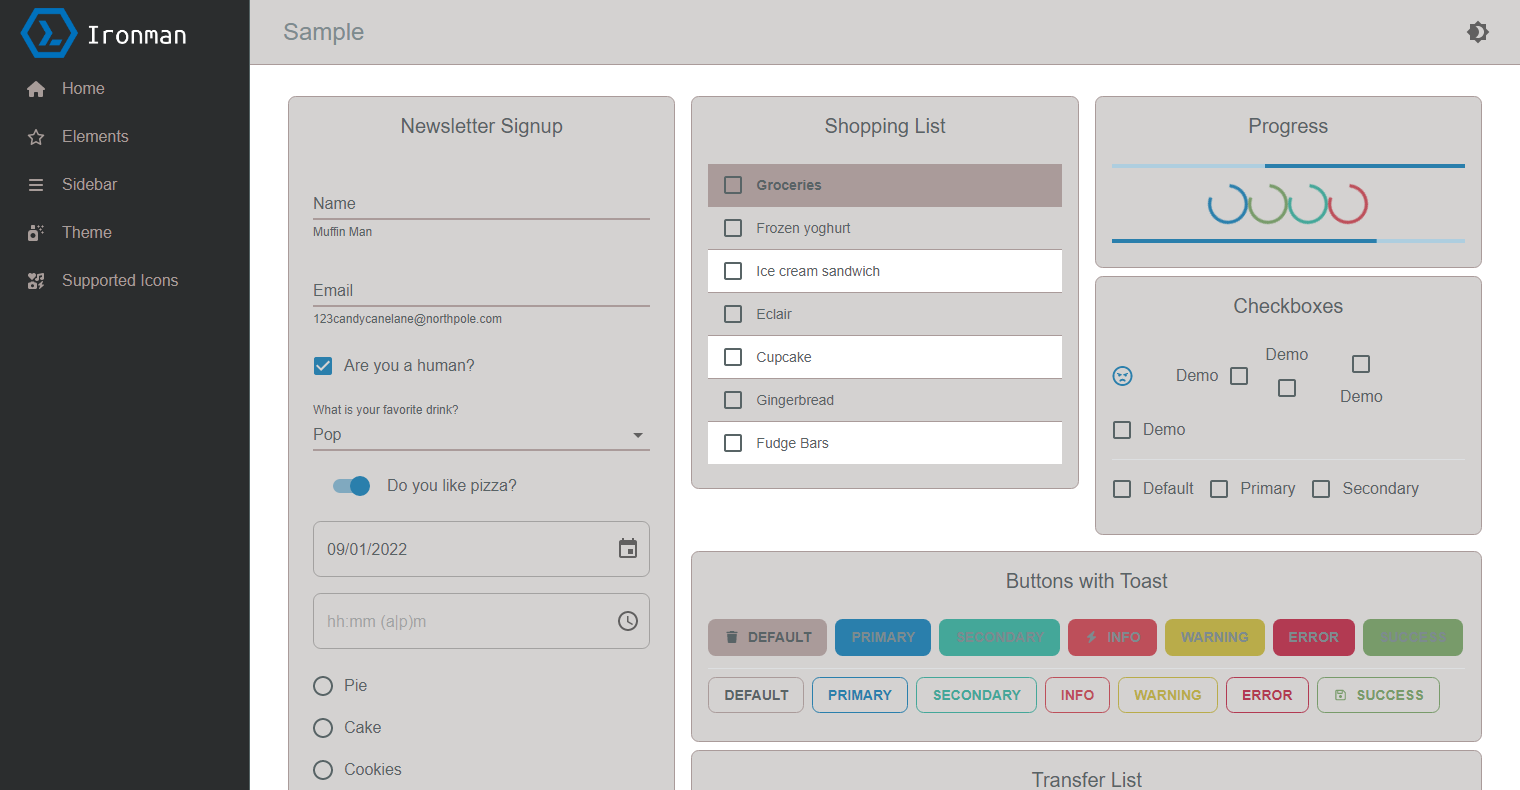 Ironman
Home
Elements
Sidebar
Theme
Supported Icons
Sample
Newsletter Signup
Name
Muffin Man
Email
123candycanelane@northpole.com
Are you a human?
What is your favorite drink?
Pop
Do you like pizza?
09/01/2022
hh:mm (a|p)m
Pie
Cake
Cookies
Shopping List
Groceries
Frozen yoghurt
Ice cream sandwich
Eclair
Cupcake
Gingerbread
Fudge Bars
Progress
Checkboxes
Demo
Demo
Demo
Demo
Default Primary Secondary
Buttons with Toast
DEFAULT PRIMARY SECONDARY INFO WARNING ERROR SUCCESS
DEFAULT PRIMARY SECONDARY INFO WARNING ERROR SUCCESS
Transfer List